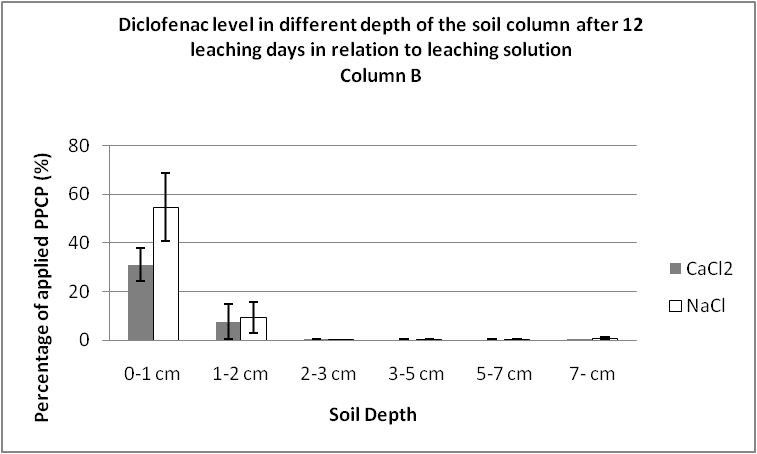 Diclofenac level in different depth of the soil column after 12
leaching days in relation to leaching solution
Column B
Percentage of applied PPCP (%)
80
60
40
20
0
0-1 cm
1-2 cm
2-3 cm
3-5 cm
5-7 cm
7- cm
Soil Depth
CaCl2
NaCl